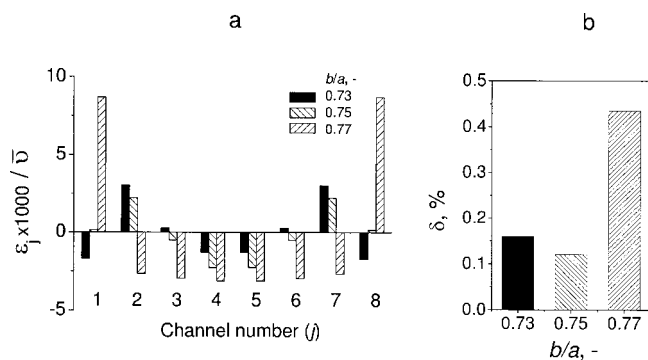 a
b
b/a, -
0.73
0.75
0.77
10
5
0
-5
ε_j x1000 / ῡ
1 2 3 4 5 6 7 8
Channel number (j)
0.5
0.4
0.3
0.2
0.1
0.0
δ, %
0.73 0.75 0.77
b/a, -